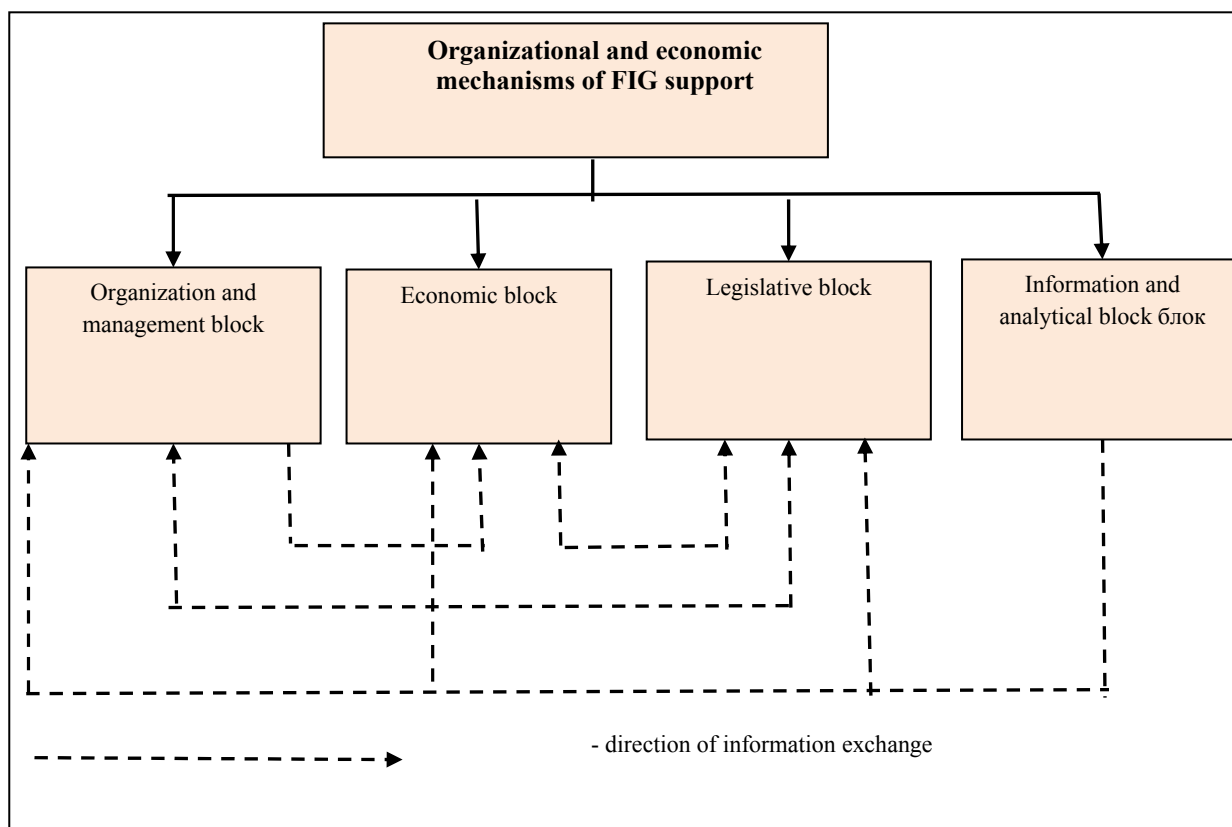 Organizational and economic
mechanisms of FIG support
Organization and
management block
Economic block
Legislative block
Information and
analytical block блок
- direction of information exchange